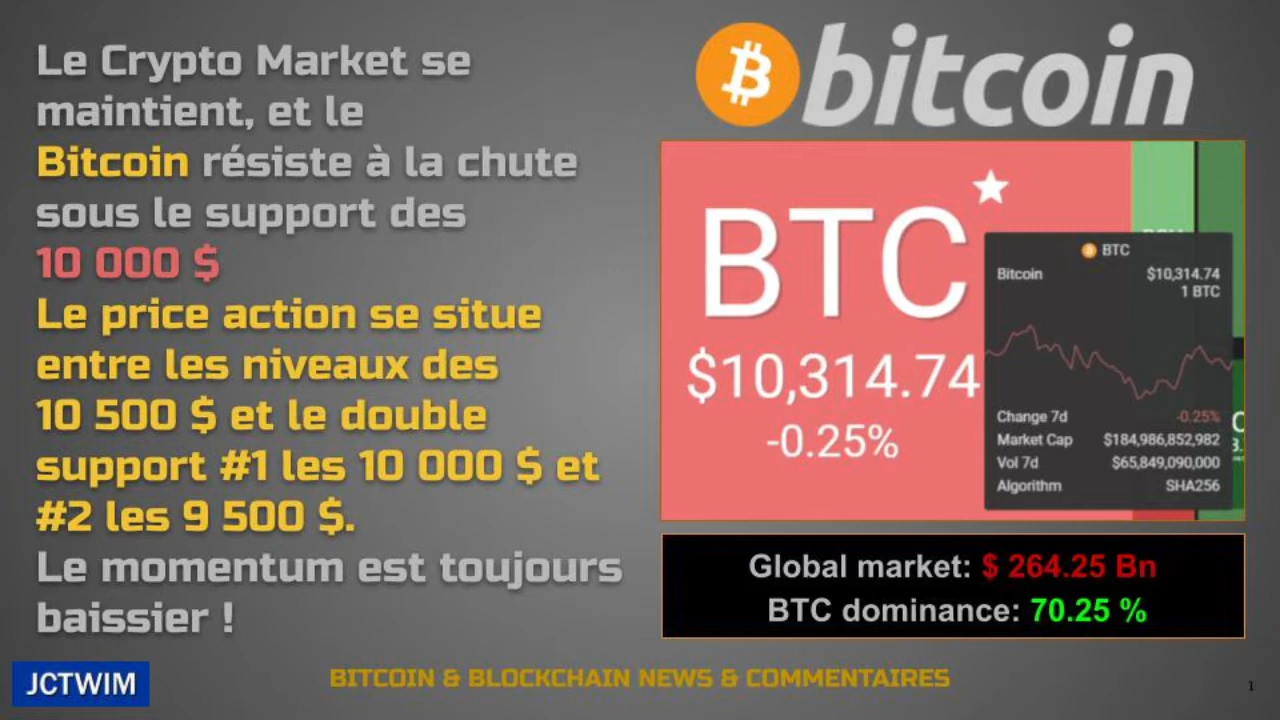 Le Crypto Market se
maintient, et le
Bitcoin résiste à la chute
sous le support des
10 000 $
Le price action se situe
entre les niveaux des
10 500 $ et le double
support #1 les 10 000 $ et
#2 les 9 500 $.
Le momentum est toujours
baissier !
bitcoin
BTC
$10,314.74
-0.25%
BTC
Bitcoin $10,314.74
1 BTC
Change 7d -0.25%
Market Cap $184,986,852,982
Vol 7d $65,849,090,000
Algorithm SHA256
Global market: $ 264.25 Bn
BTC dominance: 70.25 %
JCTWIM
BITCOIN & BLOCKCHAIN NEWS & COMMENTAIRES
1